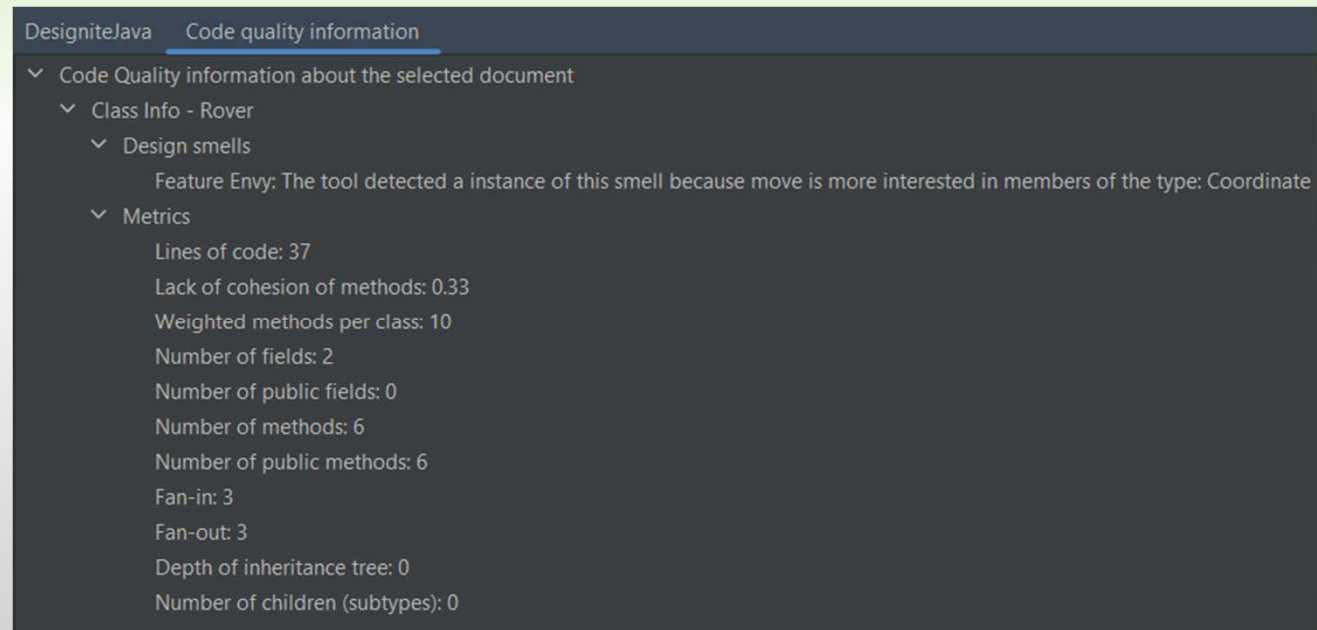 DesigniteJava Code quality information
Code Quality information about the selected document
Class Info - Rover
Design smells
Feature Envy: The tool detected a instance of this smell because move is more interested in members of the type: Coordinate
Metrics
Lines of code: 37
Lack of cohesion of methods: 0.33
Weighted methods per class: 10
Number of fields: 2
Number of public fields: 0
Number of methods: 6
Number of public methods: 6
Fan-in: 3
Fan-out: 3
Depth of inheritance tree: 0
Number of children (subtypes): 0